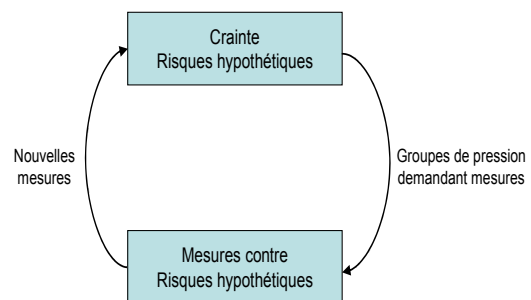 Crainte
Risques hypothétiques
Nouvelles
mesures
Groupes de pression
demandant mesures
Mesures contre
Risques hypothétiques